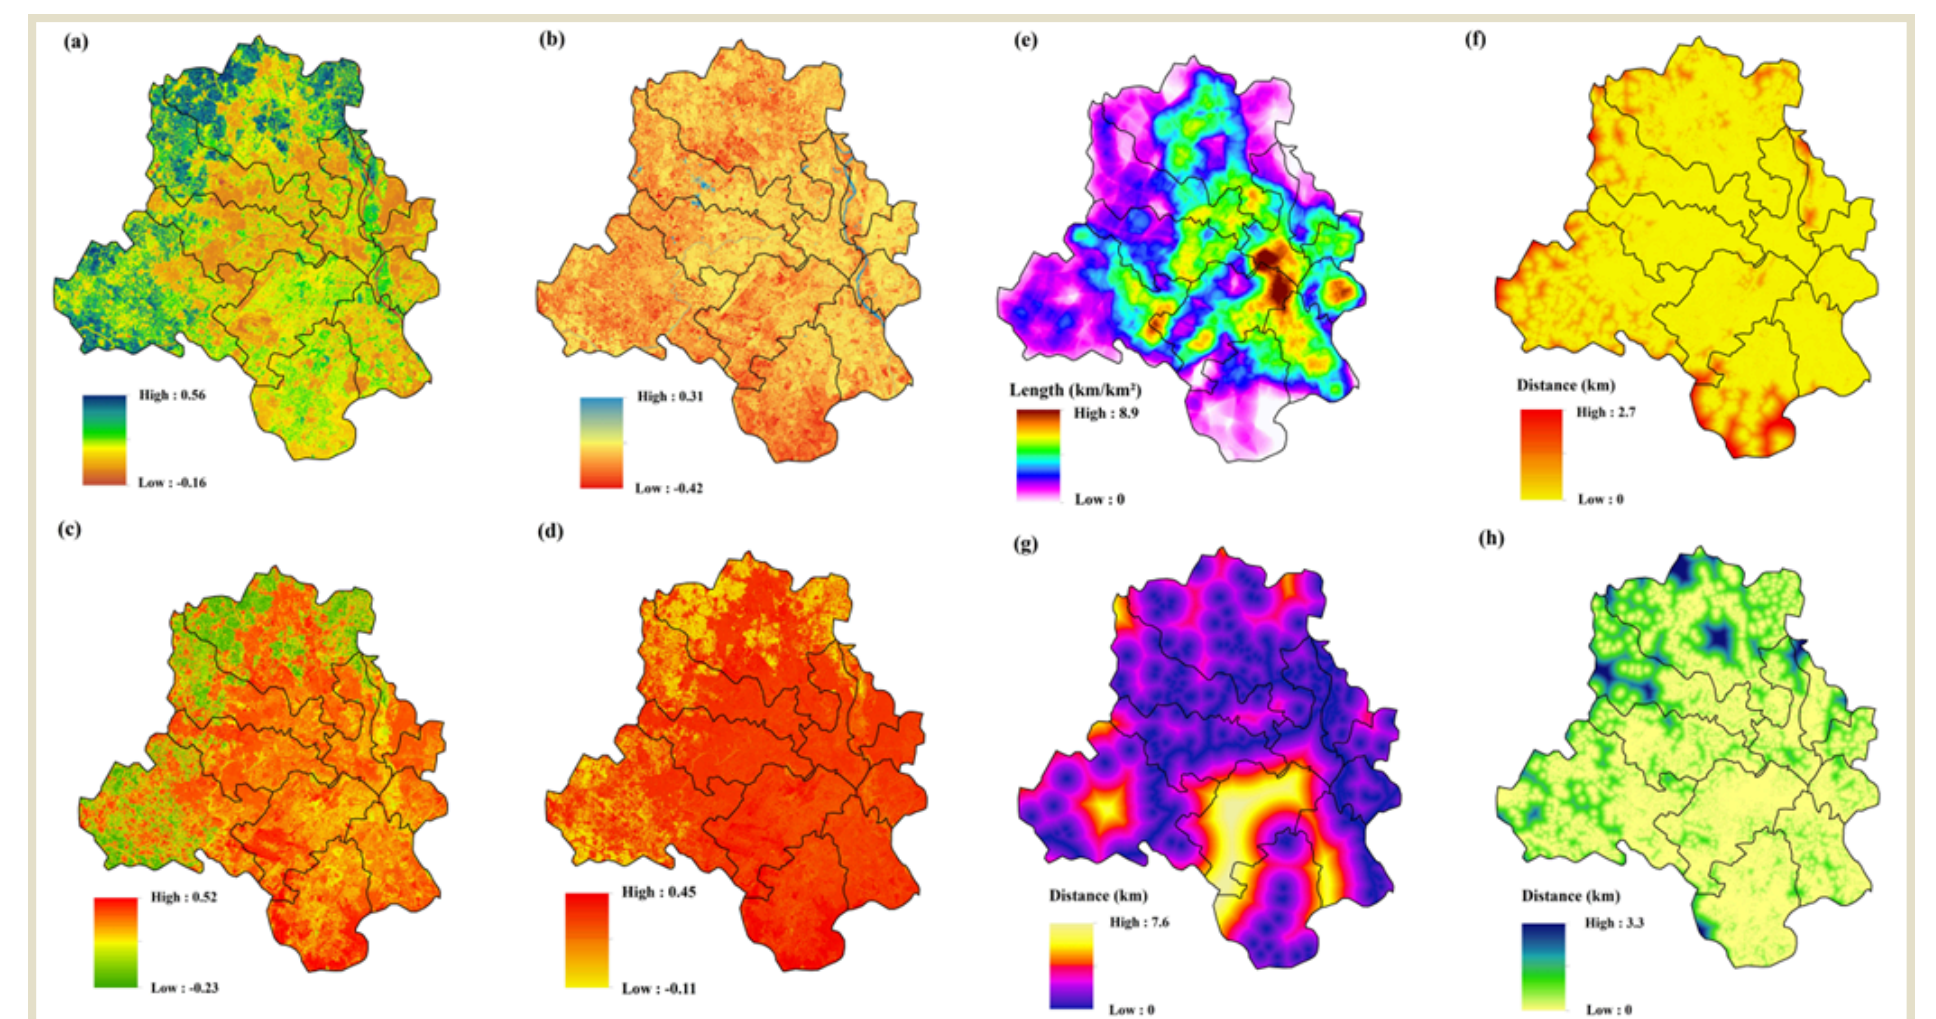 (a)
High : 0.56
Low : -0.16
(b)
High : 0.31
Low : -0.42
(e)
Length (km/km²)
High : 8.9
Low : 0
(f)
Distance (km)
High : 2.7
Low : 0
(c)
High : 0.52
Low : -0.23
(d)
High : 0.45
Low : -0.11
(g)
Distance (km)
High : 7.6
Low : 0
(h)
Distance (km)
High : 3.3
Low : 0